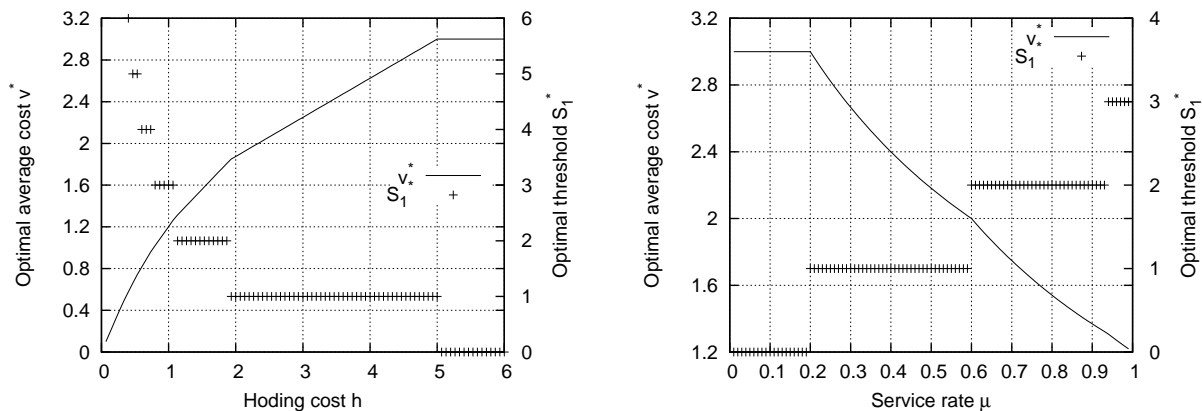 3.2
2.8
2.4
2
1.6
1.2
0.8
0.4
0
0 1 2 3 4 5 6
6
5
4
3
2
1
0
Optimal average cost v*
Optimal threshold S1*
Hoding cost h
v*
S1*
3.2
2.8
2.4
2
1.6
1.2
0 0.1 0.2 0.3 0.4 0.5 0.6 0.7 0.8 0.9 1
4
3
2
1
0
Optimal average cost v*
Optimal threshold S1*
Service rate μ
v*
S1*